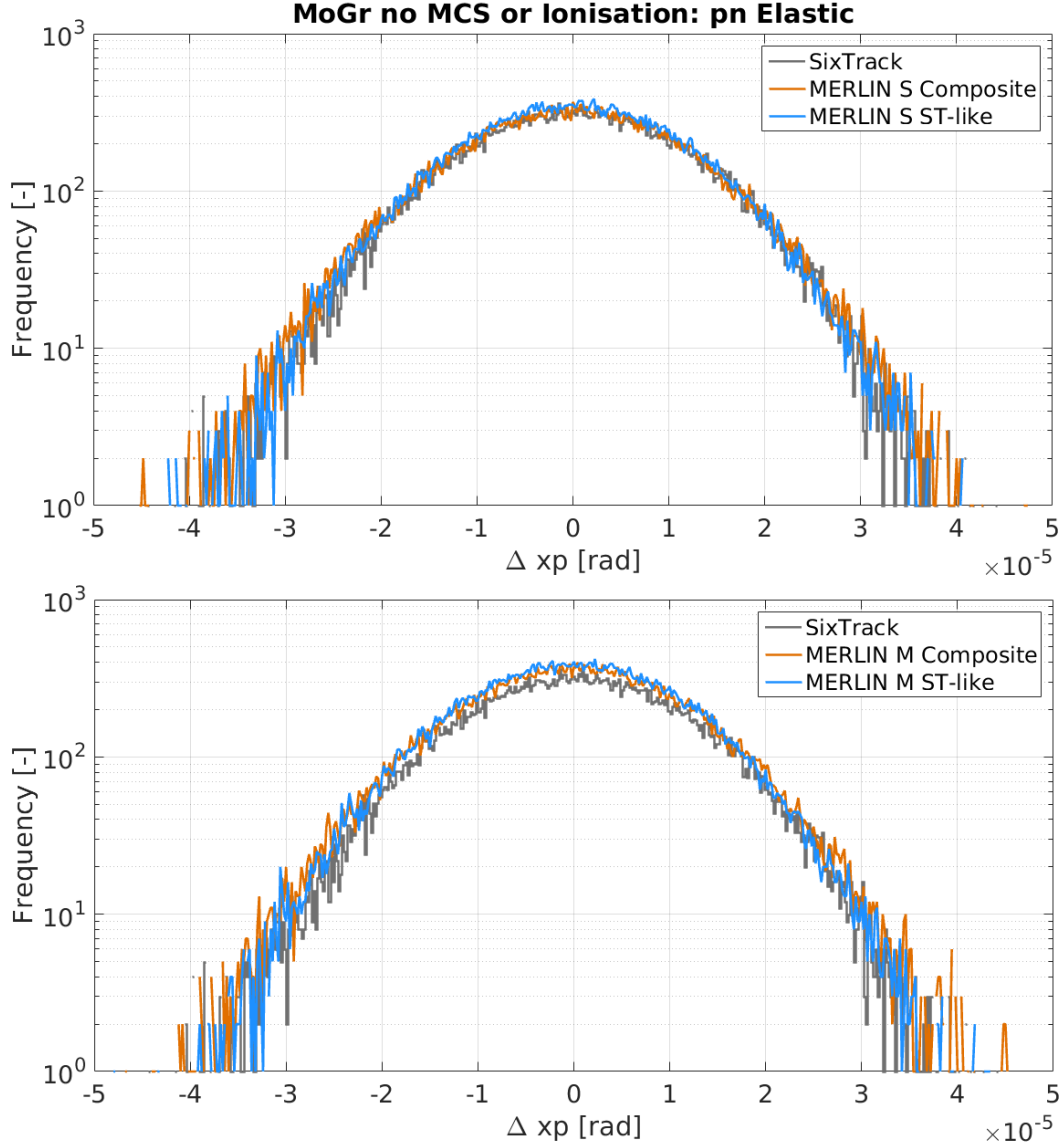 MoGr no MCS or Ionisation: pn Elastic
10^3
10^2
10^1
10^0
Frequency [-]
SixTrack
MERLIN S Composite
MERLIN S ST-like
-5 -4 -3 -2 -1 0 1 2 3 4 5
Δ xp [rad]
×10^-5
10^3
10^2
10^1
10^0
Frequency [-]
SixTrack
MERLIN M Composite
MERLIN M ST-like
-5 -4 -3 -2 -1 0 1 2 3 4 5
Δ xp [rad]
×10^-5